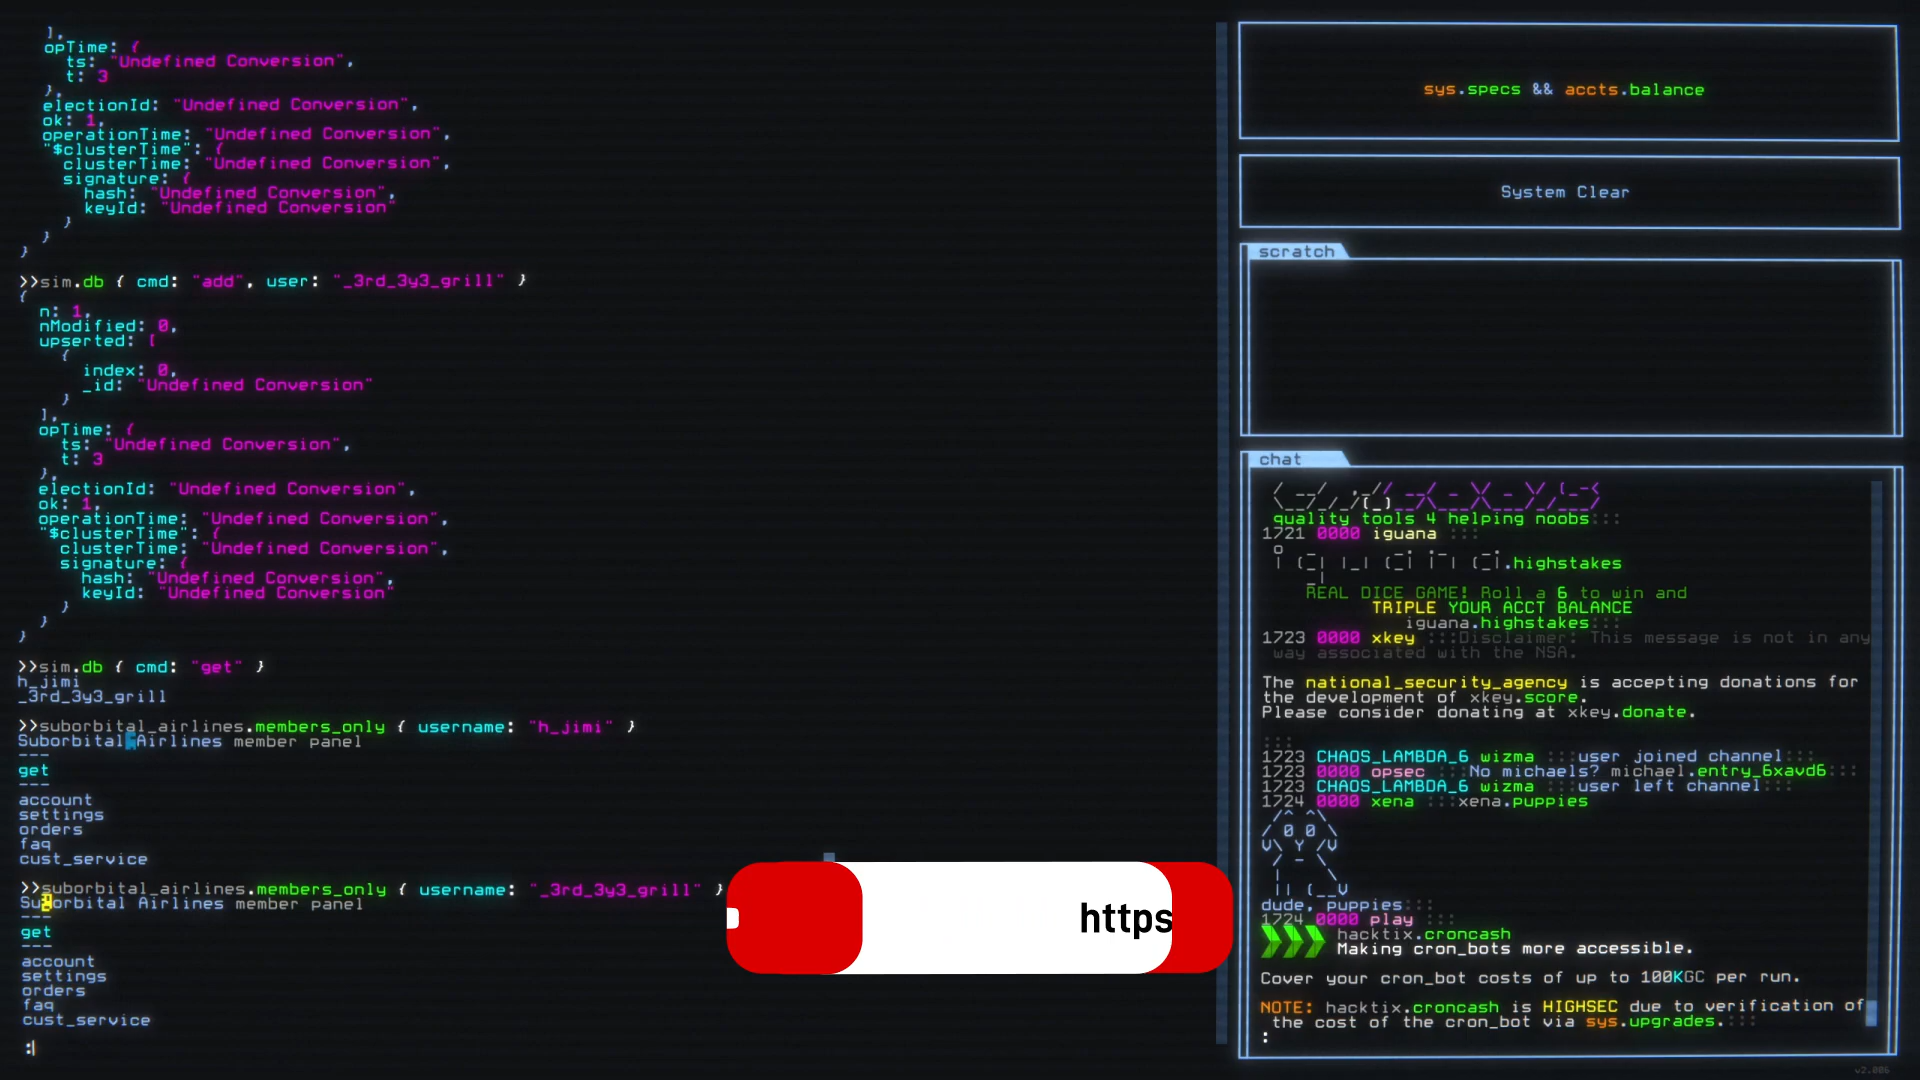 ],
opTime: {
ts: "Undefined Conversion",
t: 3
},
electionId: "Undefined Conversion",
ok: 1,
operationTime: "Undefined Conversion",
"$clusterTime": {
clusterTime: "Undefined Conversion",
signature: {
hash: "Undefined Conversion",
keyId: "Undefined Conversion"
}
}
}
>>sim.db { cmd: "add", user: "_3rd_3y3_grill" }
{
n: 1,
nModified: 0,
upserted: [
{
index: 0,
_id: "Undefined Conversion"
}
],
opTime: {
ts: "Undefined Conversion",
t: 3
},
electionId: "Undefined Conversion",
ok: 1,
operationTime: "Undefined Conversion",
"$clusterTime": {
clusterTime: "Undefined Conversion",
signature: {
hash: "Undefined Conversion",
keyId: "Undefined Conversion"
}
}
}
>>sim.db { cmd: "get" }
h_jimi
_3rd_3y3_grill
>>suborbital_airlines.members_only { username: "h_jimi" }
Suborbital Airlines member panel
---
get
---
account
settings
orders
faq
cust_service
>>suborbital_airlines.members_only { username: "_3rd_3y3_grill" }
Suborbital Airlines member panel
---
get
---
account
settings
orders
faq
cust_service
:|
https
sys.specs && accts.balance
System Clear
scratch
chat
quality tools 4 helping noobs:::
1721 0000 iguana :::
.highstakes
REAL DICE GAME! Roll a 6 to win and
TRIPLE YOUR ACCT BALANCE
iguana.highstakes:::
1723 0000 xkey :::Disclaimer: This message is not in any
way associated with the NSA.
The national_security_agency is accepting donations for
the development of xkey.score.
Please consider donating at xkey.donate.
:::
1723 CHAOS_LAMBDA_6 wizma :::user joined channel:::
1723 0000 opsec :::No michaels? michael.entry_6xavd6:::
1723 CHAOS_LAMBDA_6 wizma :::user left channel:::
1724 0000 xena :::xena.puppies
dude, puppies:::
1724 0000 play :::
hacktix.croncash
Making cron_bots more accessible.
Cover your cron_bot costs of up to 100KGC per run.
NOTE: hacktix.croncash is HIGHSEC due to verification of
the cost of the cron_bot via sys.upgrades.:::
:
v2.006